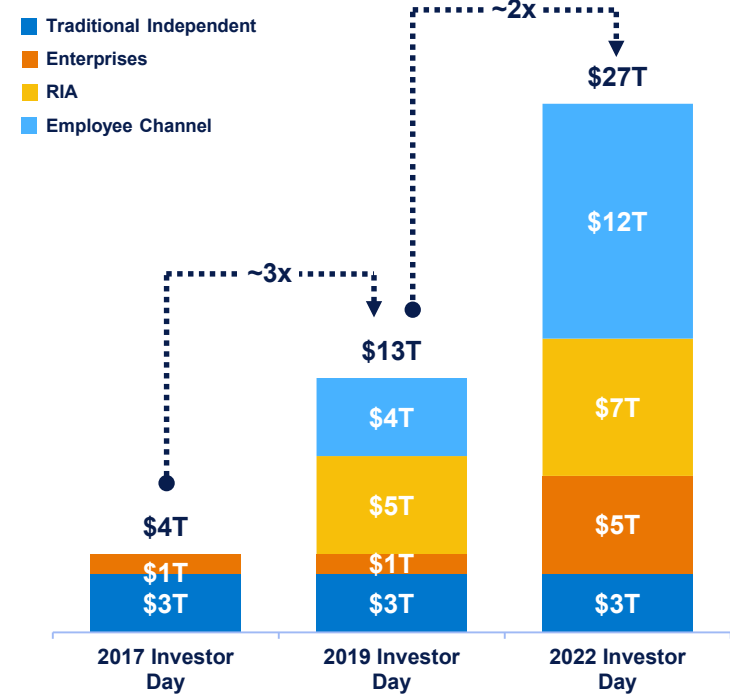 Traditional Independent
Enterprises
RIA
Employee Channel
~2x
$27T
$12T
~3x
$13T
$4T
$7T
$5T
$5T
$4T
$1T
$1T
$3T
$3T
$3T
2017 Investor
Day
2019 Investor
Day
2022 Investor
Day